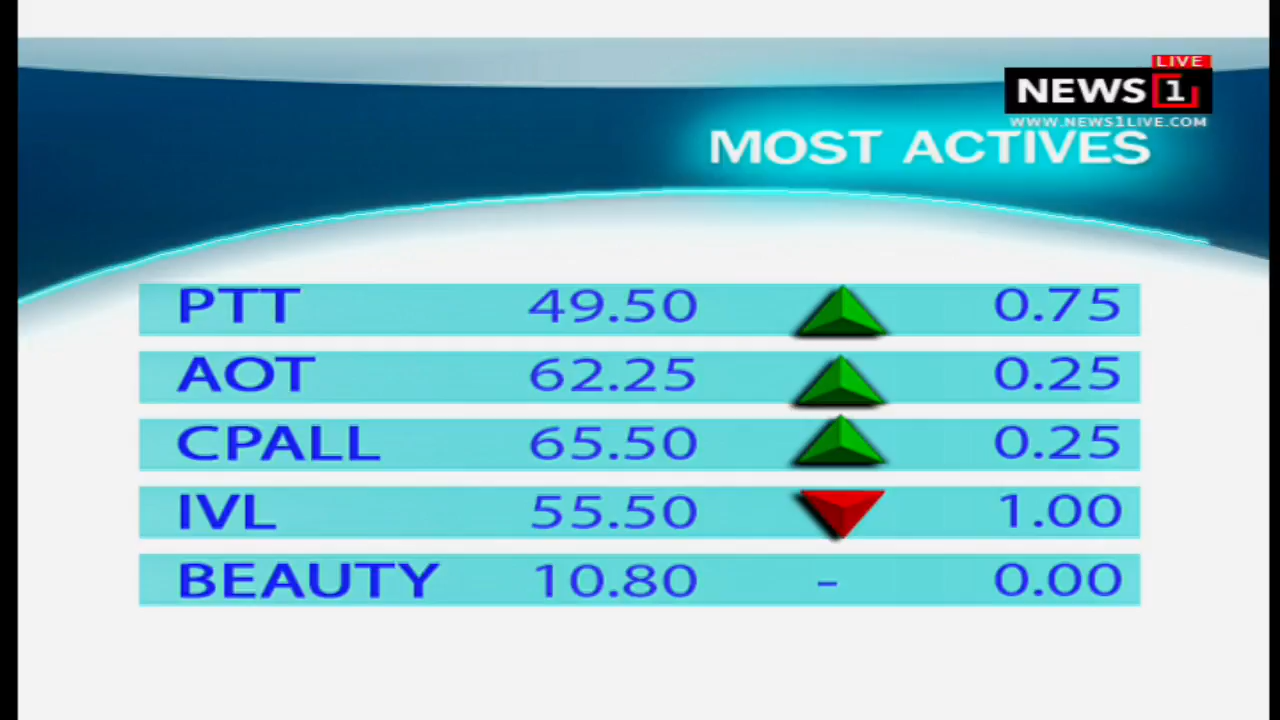 LIVE
NEWS 1
WWW.NEWS1LIVE.COM
MOST ACTIVES
PTT 49.50 0.75
AOT 62.25 0.25
CPALL 65.50 0.25
IVL 55.50 1.00
BEAUTY 10.80 - 0.00